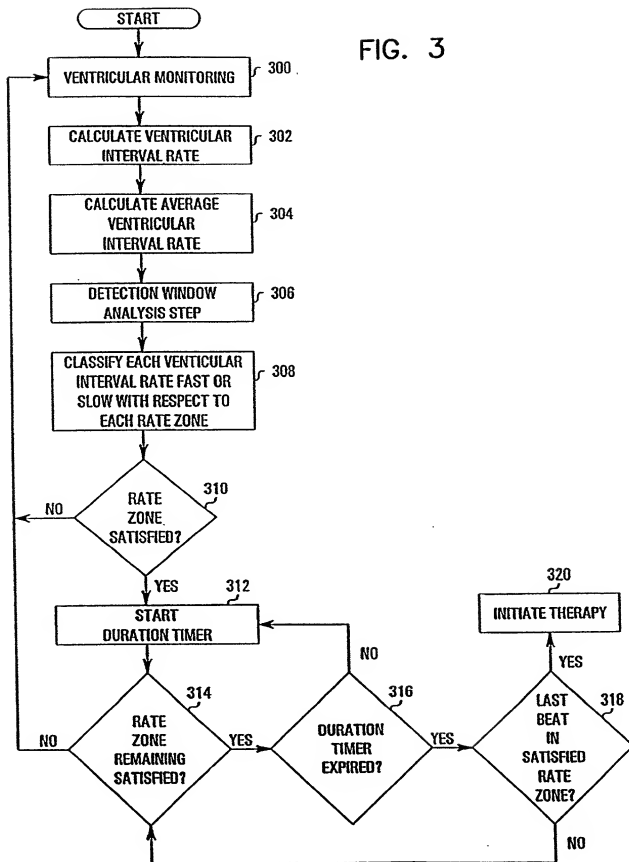 START
FIG. 3
VENTRICULAR MONITORING
300
CALCULATE VENTRICULAR
INTERVAL RATE
302
CALCULATE AVERAGE
VENTRICULAR
INTERVAL RATE
304
DETECTION WINDOW
ANALYSIS STEP
306
CLASSIFY EACH VENTICULAR
INTERVAL RATE FAST OR
SLOW WITH RESPECT TO
EACH RATE ZONE
308
RATE
ZONE
SATISFIED?
310
NO
YES
START
DURATION TIMER
312
RATE
ZONE
REMAINING
SATISFIED?
314
NO
YES
DURATION
TIMER
EXPIRED?
316
NO
YES
LAST
BEAT
IN
SATISFIED
RATE
ZONE?
318
YES
NO
INITIATE THERAPY
320